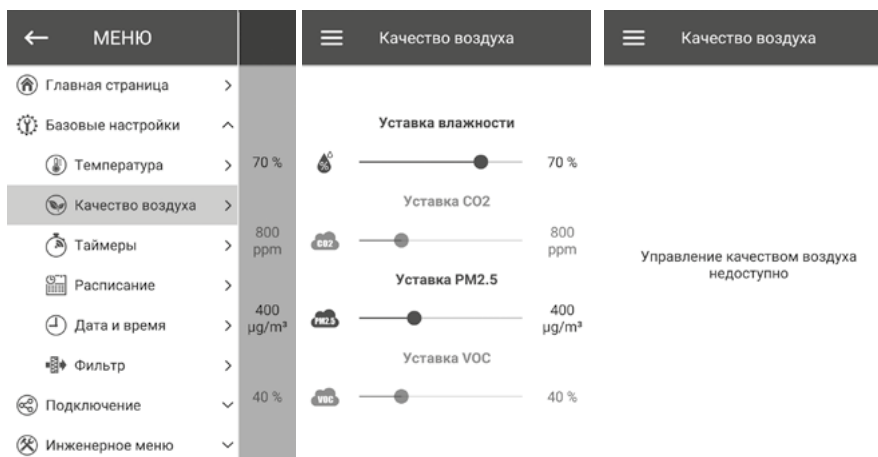 МЕНЮ
Главная страница
Базовые настройки
Температура
Качество воздуха
Таймеры
Расписание
Дата и время
Фильтр
Подключение
Инженерное меню
70 %
800
ppm
400
µg/m³
40 %
Качество воздуха
Уставка влажности
%
70 %
Уставка CO2
CO2
800
ppm
Уставка PM2.5
PM2.5
400
µg/m³
Уставка VOC
VOC
40 %
Качество воздуха
Управление качеством воздуха
недоступно